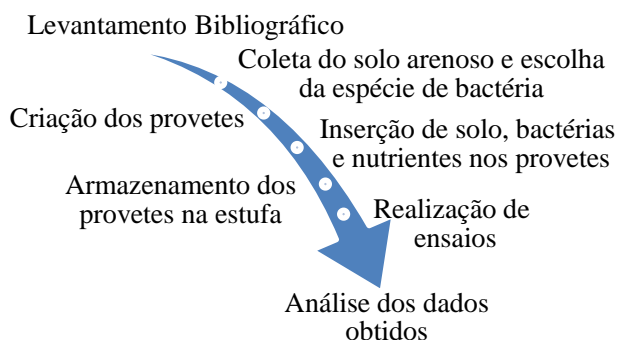 Levantamento Bibliográfico
Coleta do solo arenoso e escolha
da espécie de bactéria
Criação dos provetes
Inserção de solo, bactérias
e nutrientes nos provetes
Armazenamento dos
provetes na estufa
Realização de
ensaios
Análise dos dados
obtidos